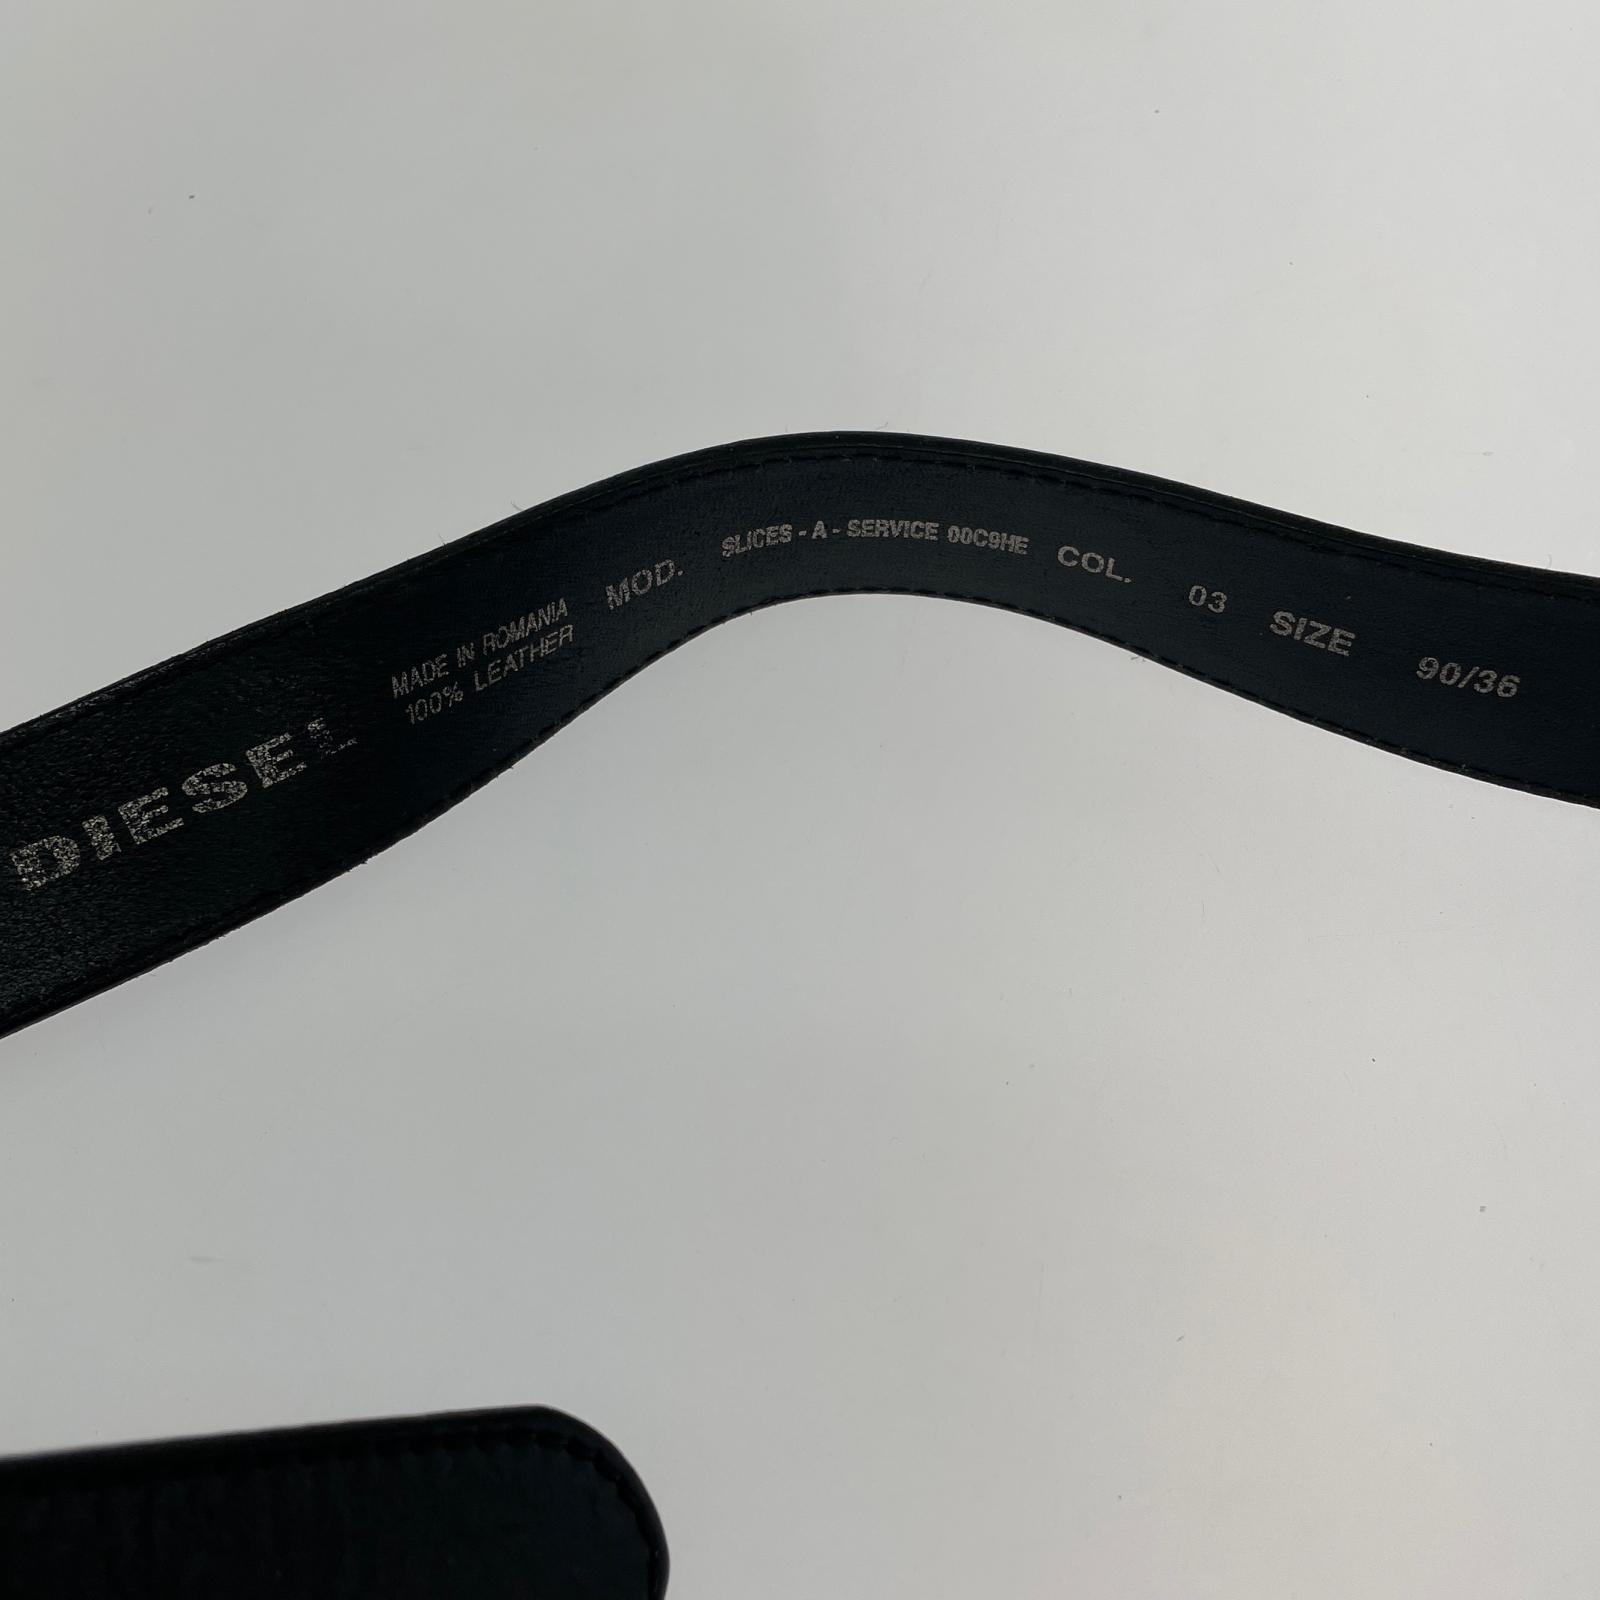 DIESEL
MADE IN ROMANIA
100% LEATHER
MOD. SLICES - A - SERVICE 00C9HE COL. 03 SIZE 90/36